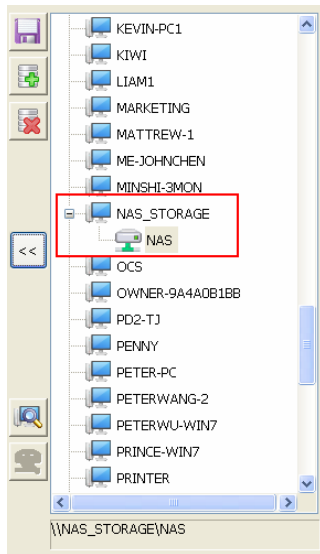 KEVIN-PC1
KIWI
LIAM1
MARKETING
MATTREW-1
ME-JOHNCHEN
MINSHI-3MON
NAS_STORAGE
NAS
<<
OCS
OWNER-9A4A0B1BB
PD2-TJ
PENNY
PETER-PC
PETERWANG-2
PETERWU-WIN7
PRINCE-WIN7
PRINTER
\\NAS_STORAGE\NAS